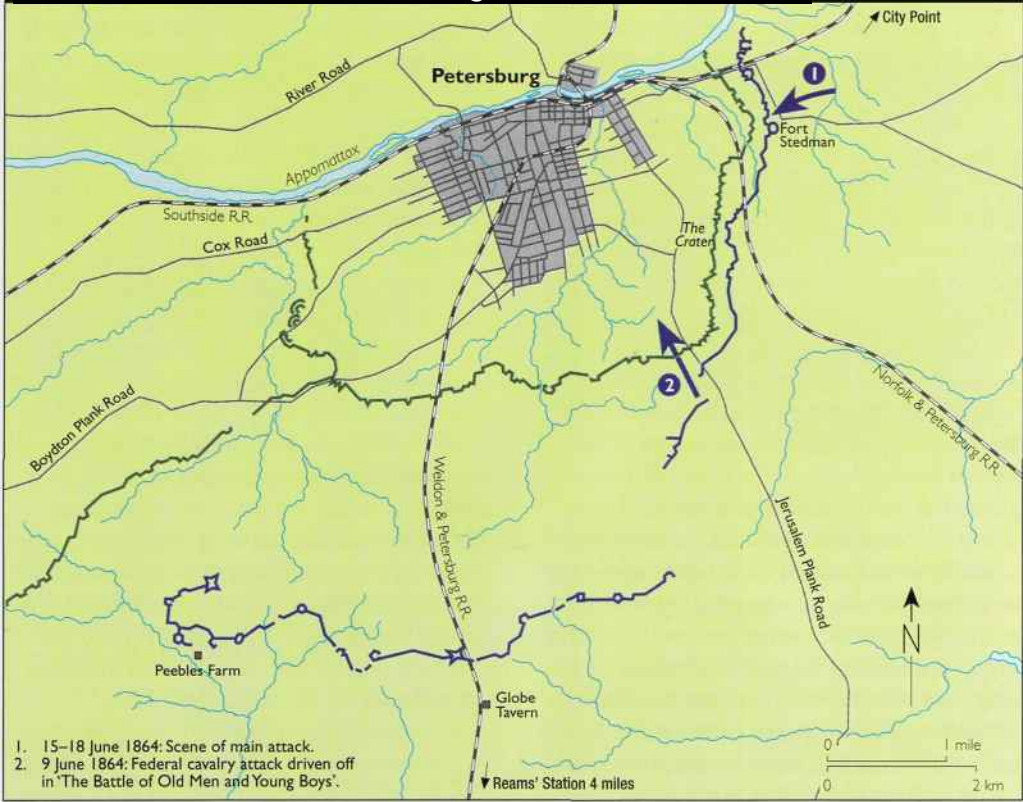 City Point
River Road
Petersburg
1
Fort
Stedman
Appomattox
Southside R.R.
Cox Road
The
Crater
2
Boydton Plank Road
Norfolk & Petersburg R.R.
Weldon & Petersburg R.R.
Jerusalem Plank Road
N
Peebles Farm
Globe
Tavern
1. 15–18 June 1864: Scene of main attack.
2. 9 June 1864: Federal cavalry attack driven off
in 'The Battle of Old Men and Young Boys'.
Reams' Station 4 miles
0 1 mile
0 2 km